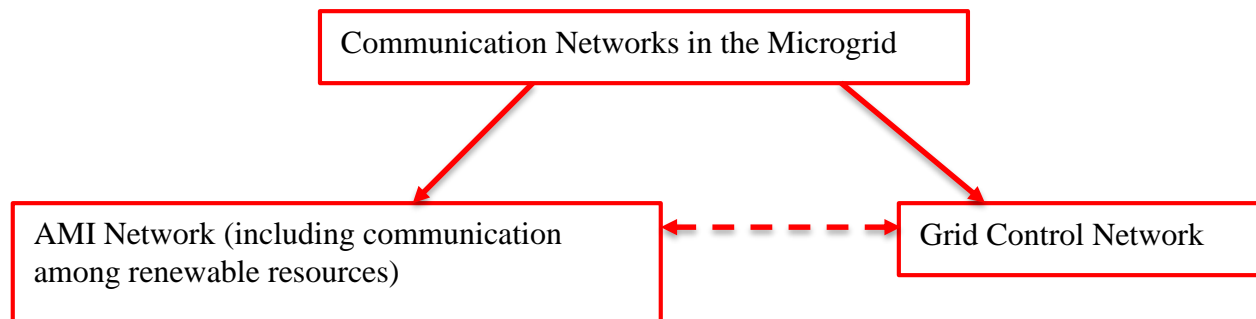 Communication Networks in the Microgrid
AMI Network (including communication
among renewable resources)
Grid Control Network